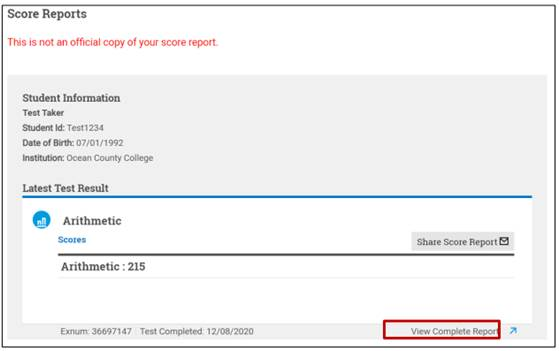 Score Reports
This is not an official copy of your score report.
Student Information
Test Taker
Student Id: Test1234
Date of Birth: 07/01/1992
Institution: Ocean County College
Latest Test Result
Arithmetic
Scores
Share Score Report
Arithmetic : 215
Exnum: 36697147 | Test Completed: 12/08/2020
View Complete Report